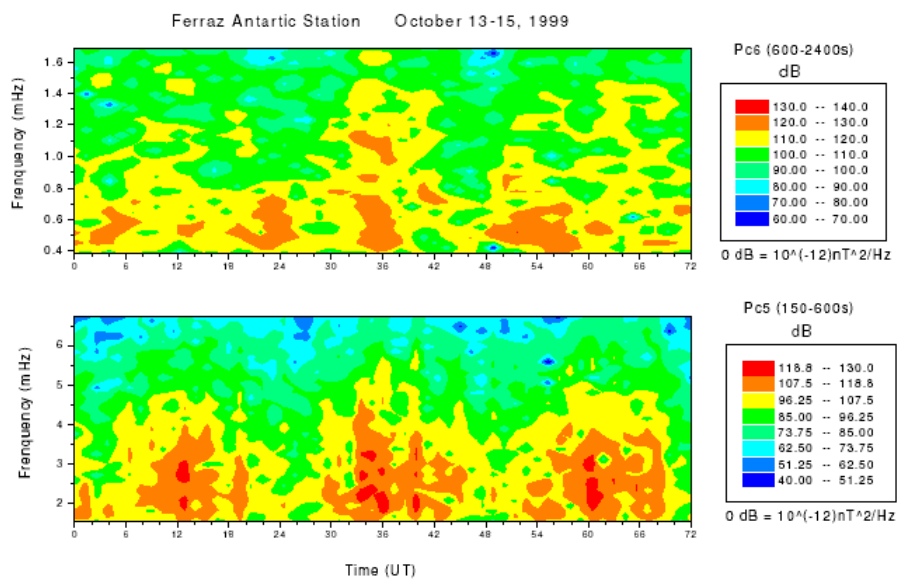 Ferraz Antartic Station October 13-15, 1999
Frenquency (mHz)
1.6
1.4
1.2
1.0
0.8
0.6
0.4
0 6 12 18 24 30 36 42 48 54 60 66 72
Pc6 (600-2400s)
dB
130.0 -- 140.0
120.0 -- 130.0
110.0 -- 120.0
100.0 -- 110.0
90.00 -- 100.0
80.00 -- 90.00
70.00 -- 80.00
60.00 -- 70.00
0 dB = 10^(-12)nT^2/Hz
Frenquency (mHz)
6
5
4
3
2
0 6 12 18 24 30 36 42 48 54 60 66 72
Time (UT)
Pc5 (150-600s)
dB
118.8 -- 130.0
107.5 -- 118.8
96.25 -- 107.5
85.00 -- 96.25
73.75 -- 85.00
62.50 -- 73.75
51.25 -- 62.50
40.00 -- 51.25
0 dB = 10^(-12)nT^2/Hz